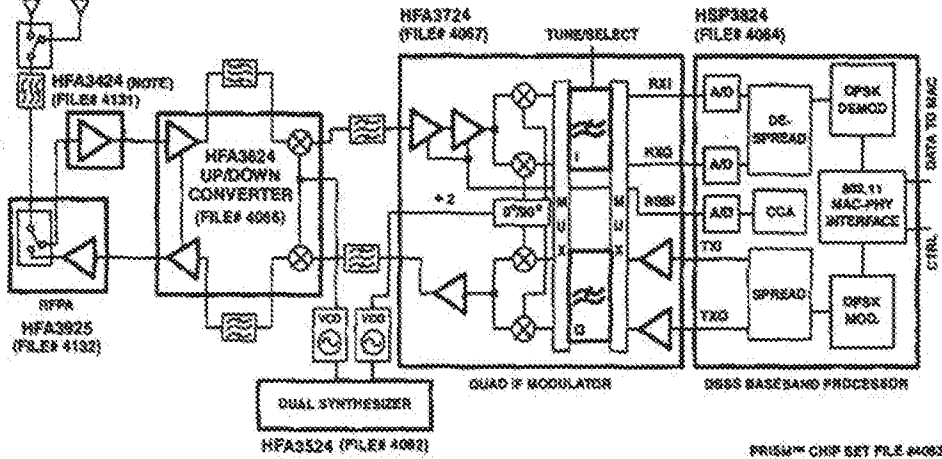 HFA3424 (NOTE)
(FILE# 4131)
HFA3624
UP/DOWN
CONVERTER
(FILE# 4066)
RFPA
HFA3925
(FILE# 4132)
VCO
VCO
DUAL SYNTHESIZER
HFA3524 (FILE# 4062)
HFA3724
(FILE# 4067)
TUNE/SELECT
÷2
0°/90°
I
Q
M
U
X
M
U
X
QUAD IF MODULATOR
RXI
RXQ
RSSI
TXI
TXQ
HSP3824
(FILE# 4064)
A/D
A/D
A/D
DE-
SPREAD
CCA
SPREAD
DPSK
DEMOD
802.11
MAC-PHY
INTERFACE
DPSK
MOD.
DATA TO MAC
CTRL
DSSS BASEBAND PROCESSOR
PRISM™ CHIP SET FILE #4063